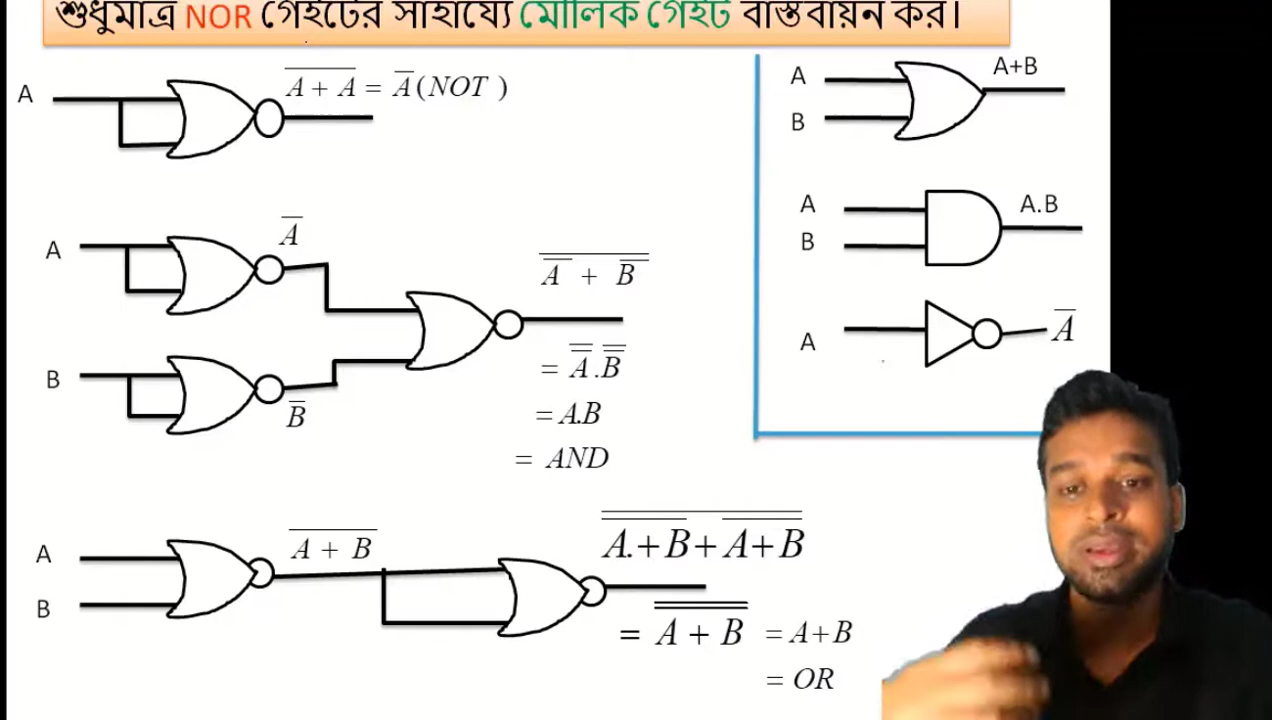 শুধুমাত্র NOR গেইটের সাহায্যে মৌলিক গেইট বাস্তবায়ন কর।
A
A̅ ̅+̅ ̅A̅ = A̅ (NOT )
A
A̅
B
B̅
A̅̅ ̅+̅ ̅B̅̅
= A̅̅ .B̅̅
= A.B
= AND
A
B
A̅ ̅+̅ ̅B̅
A̅̅.̅̅+̅̅B̅̅+̅A̅̅+̅̅B̅̅
= A̅̅ ̅̅+̅̅ ̅̅B̅̅ = A+B
= OR
A
B
A+B
A
B
A.B
A
A̅